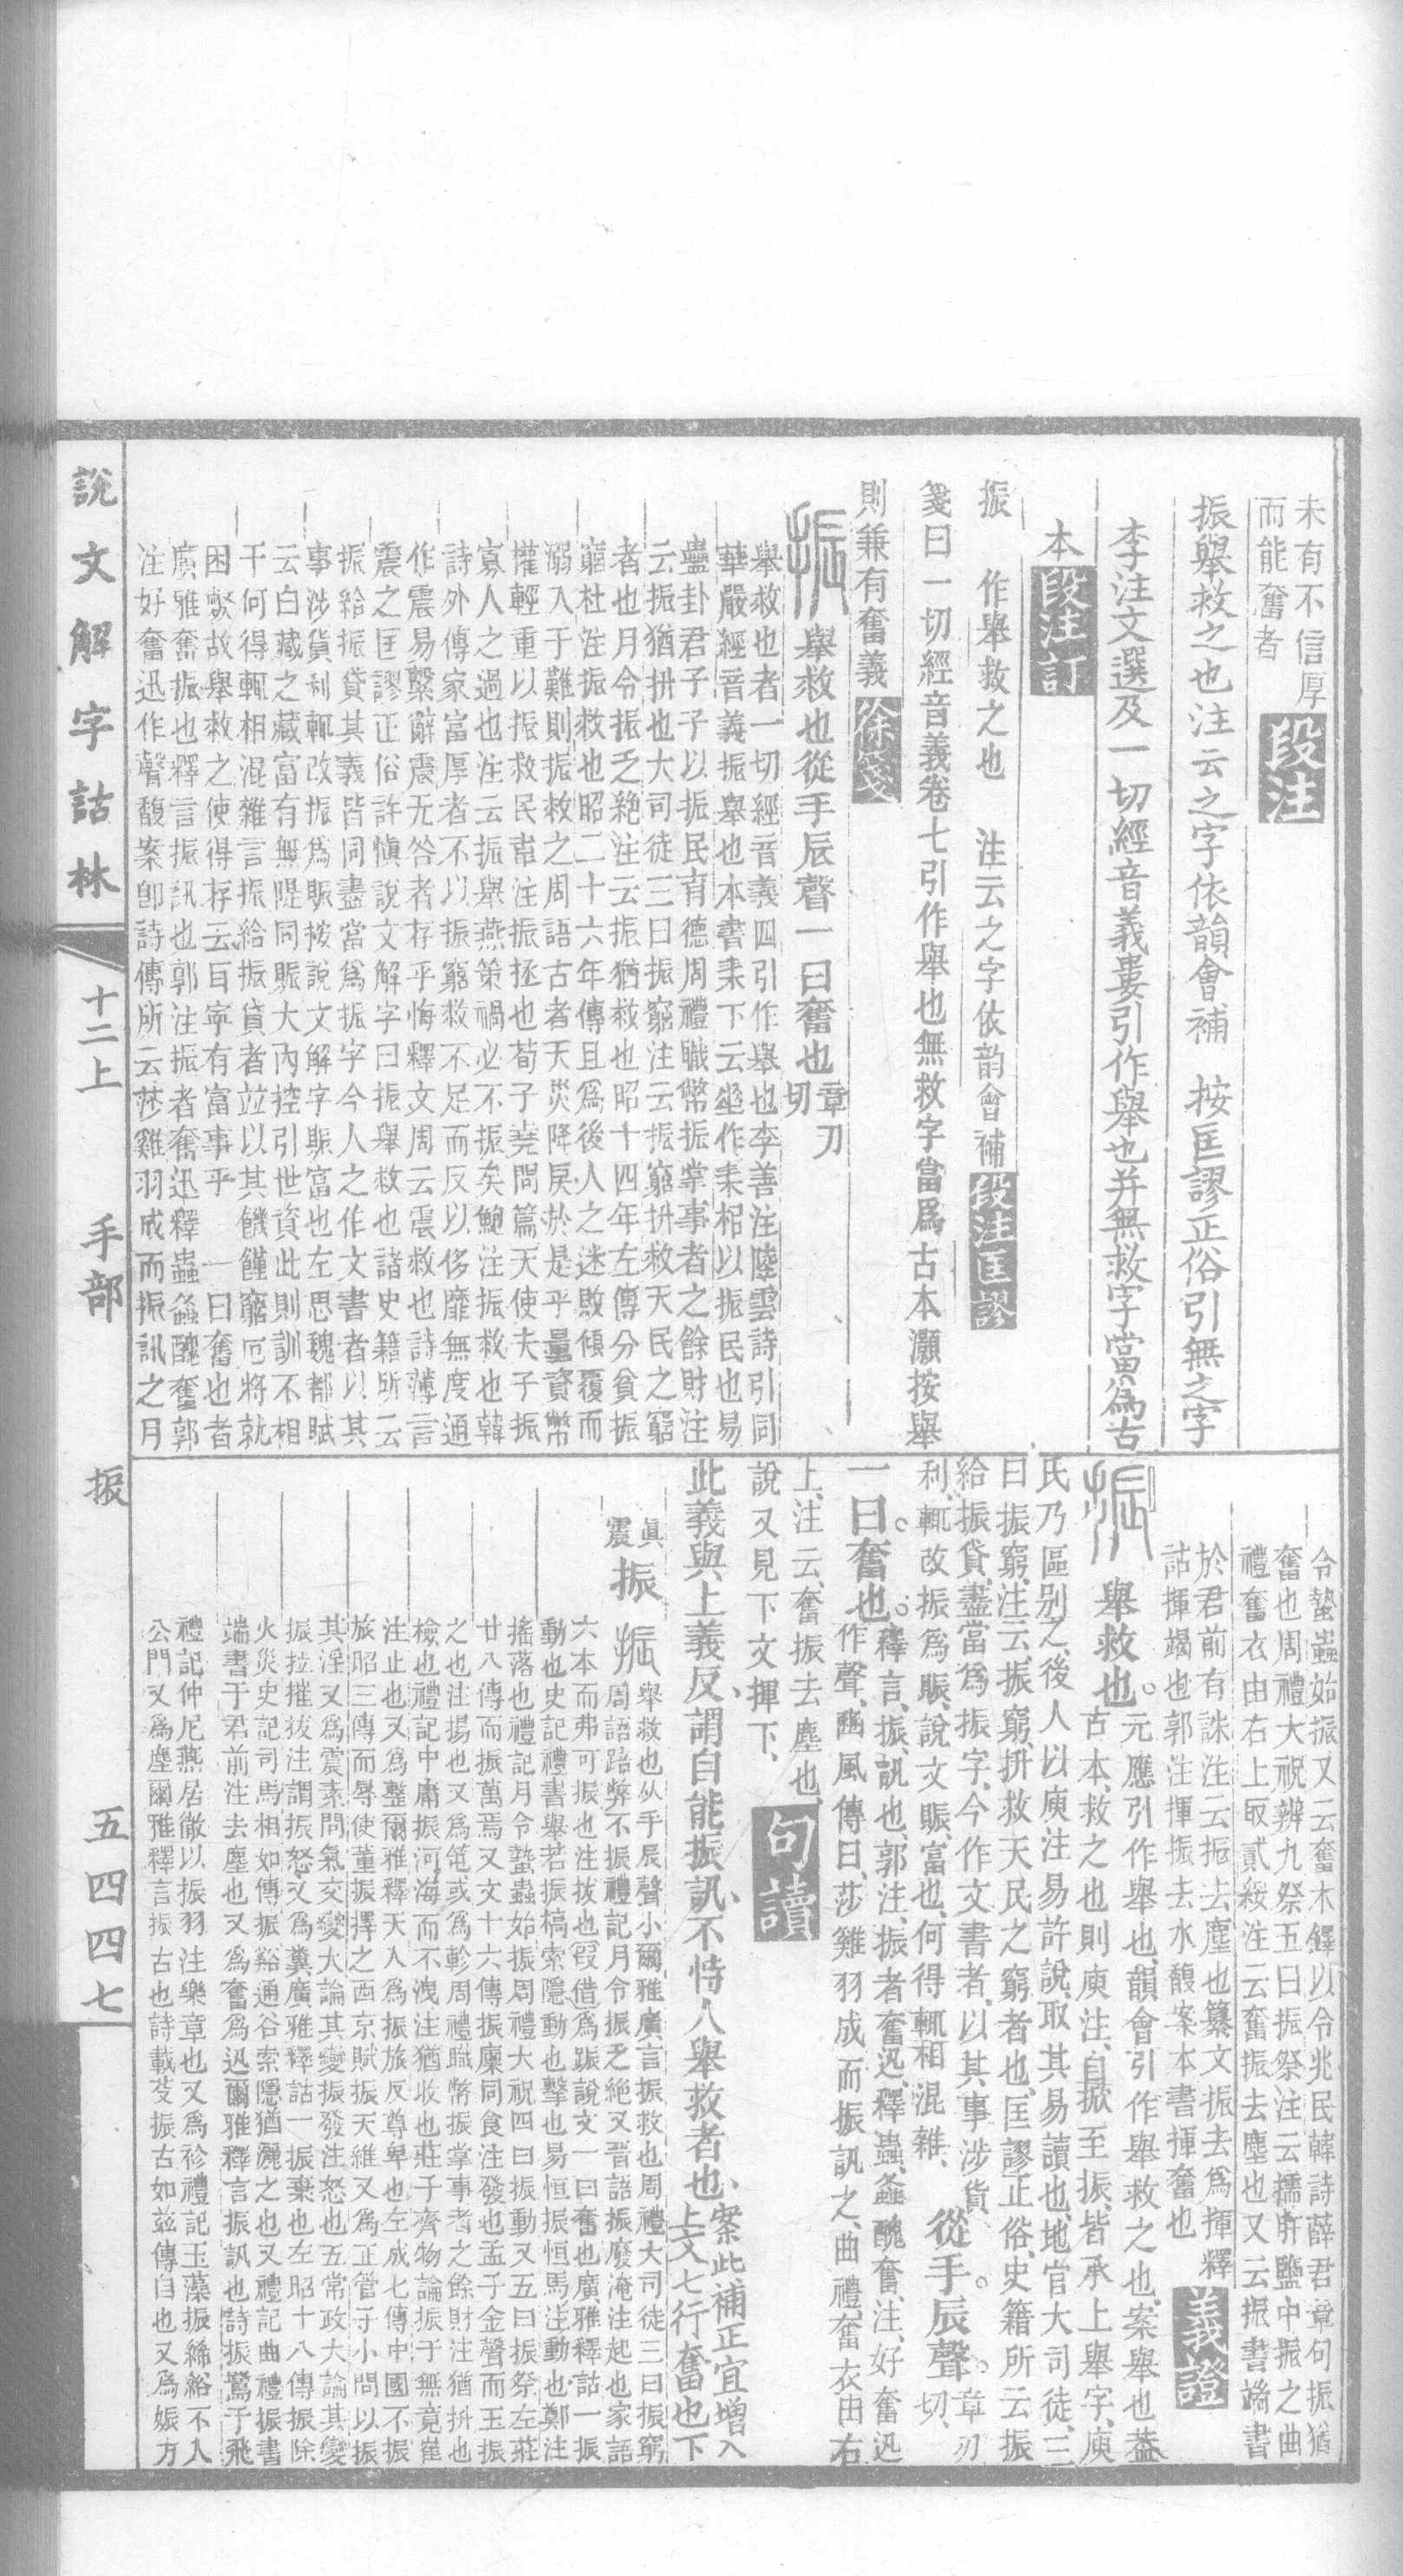 未有不信厚
而能奮者
段注
振舉救之也注云之字依韻會補　按匡謬正俗引無之字
李注文選及一切經音義婁引作舉也并無救字當爲古
本
段注訂
振　作舉救之也　注云之字依韵會補
段注匡謬
箋曰一切經音義卷七引作舉也無救字當爲古本灝按舉
則兼有奮義
徐箋
舉救也從手辰聲一曰奮也章刃切
舉救也者一切經音義四引作舉也李善注陸雲詩引同
華嚴經音義振舉也本書耒下云垂作耒枱以振民也易
蠱卦君子以振民育德周禮職幣振掌事者之餘財注
云振猶抍也大司徒三曰振窮注云振窮抍救天民之窮
者也月令振乏絶注云振猶救也昭十四年左傳分貧振
窮杜注振救也昭二十六年傳且爲後人之迷敗傾覆而
溺入于難則振救之周語古者天災降戾於是乎量資幣
權輕重以振救民韋注振拯也荀子堯問篇天使夫子振
寡人之過也注云振舉燕策禍必不振矣鮑注振救也韓
詩外傳家富厚者不以振窮救不足而反以侈靡無度通
作震易繫辭震无咎者存乎悔釋文周云震救也詩薄言
震之匡謬正俗許愼說文解字曰振舉救也諸史籍所云
振給振貸其義皆同盡當爲振字今人之作文書者以其
事涉貨利輒改振爲賑按說文解字賑富也左思魏都賦
云白藏之藏富有無隄同賑大內控引世資此則訓不相
干何得輒相混雜言振給振貸者竝以其饑饉窮厄將就
困斃故舉救之使得存立耳寧有富事乎　一曰奮也者
廣雅奮振也釋言振訊也郭注振者奮迅釋蟲螽醜奮郭
注好奮迅作聲馥案卽詩傳所云莎雞羽成而振訊之月
令蟄蟲始振又云奮木鐸以令兆民韓詩薛君章句振猶
奮也周禮大祝辨九祭五曰振祭注云擩肝鹽中振之曲
禮奮衣由右上取貳綏注云奮振去塵也又云振書端書
於君前有誅注云振去塵也纂文振去爲揮　釋
詁揮竭也郭注揮振去水馥案本書揮奮也
義證
舉救也。元應引作舉也、韻會引作舉救之也、案舉也葢
古本、救之也則庾注、自掀至振、皆承上舉字、庾
氏乃區別之、後人以庾注易許說、取其易讀也、地官大司徒、三
曰振窮、注云、振窮、抍救天民之窮者也、匡謬正俗、史籍所云振
給振貸、盡當爲振字、今作文書者、以其事涉貨
利、輒改振爲賑、說文賑、富也、何得輒相混雜、
從手辰聲。章刃切、
一曰奮也。釋言、振、訊也、郭注、振者奮迅、釋蟲、螽醜奮、注、好奮迅
作聲、豳風傳曰、莎雞羽成而振訊之、曲禮、奮衣由右
上、注云、奮振去塵也、
說又見下文揮下、
句讀
此義與上義反、謂自能振訊、不恃人舉救者也、案此補正宜增入上文七行奮也下
眞震
振
舉救也从手辰聲小爾雅廣言振救也周禮大司徒三曰振窮
周語路弊不振禮記月令振乏絕又晉語振廢淹注起也家語
六本而弗可振也注拔也叚借爲踬說文一曰奮也廣雅釋詁一振
動也史記禮書舉若振槁索隱動也擊也易恒振恒馬注動也鄭注
搖落也禮記月令蟄蟲始振周禮大祝四曰振動又五曰振祭左莊
廿八傳而振萬焉又文十六傳振廩同食注發也孟子金聲而玉振
之也注揚也又爲篿或爲軫周禮職幣振掌事者之餘財注猶抍也
檢也禮記中庸振河海而不洩注猶收也莊子齊物論振于無竟崔
注止也又爲整爾雅釋天人爲振旅反尊卑也左成七傳中國不振
旅昭三傳而辱使董振擇之西京賦振天維又爲正管子小問以振
其淫又爲震素問氣交變大論其變振發注怒也五常政大論其變
振拉摧拔注謂振怒又爲糞廣雅釋詁一振棄也左昭十八傳振除
火災史記司馬相如傳振谿通谷索隱猶灑之也又禮記曲禮振書
端書于君前注去塵也又爲奮爲迅爾雅釋言振訊也詩振鷺于飛
禮記仲尼燕居徹以振羽注樂章也又爲袗禮記玉藻振絺綌不入
公門又爲塵爾雅釋言振古也詩載芟振古如茲傳自也又爲娠方
說文解字詁林
十二上
手部
振
五四四七